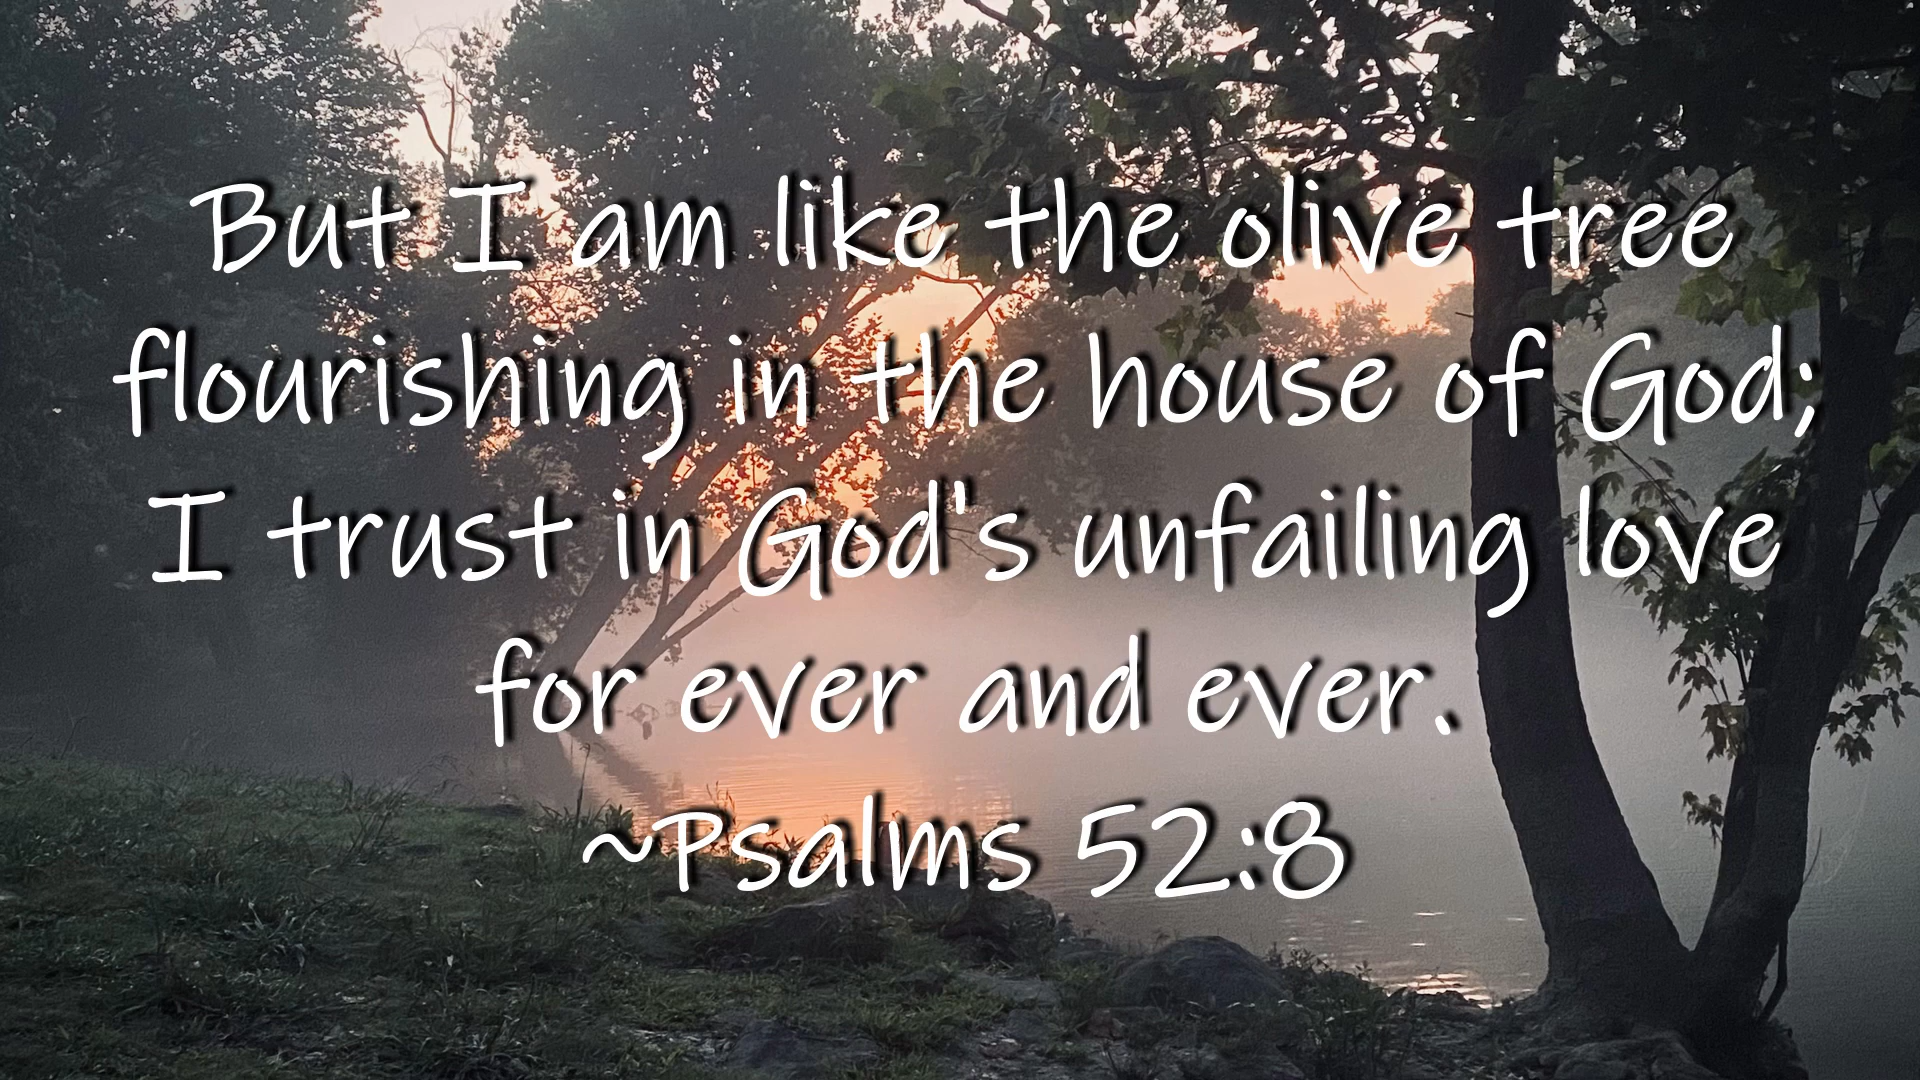 But I am like the olive tree
flourishing in the house of God;
I trust in God's unfailing love
for ever and ever.
~Psalms 52:8